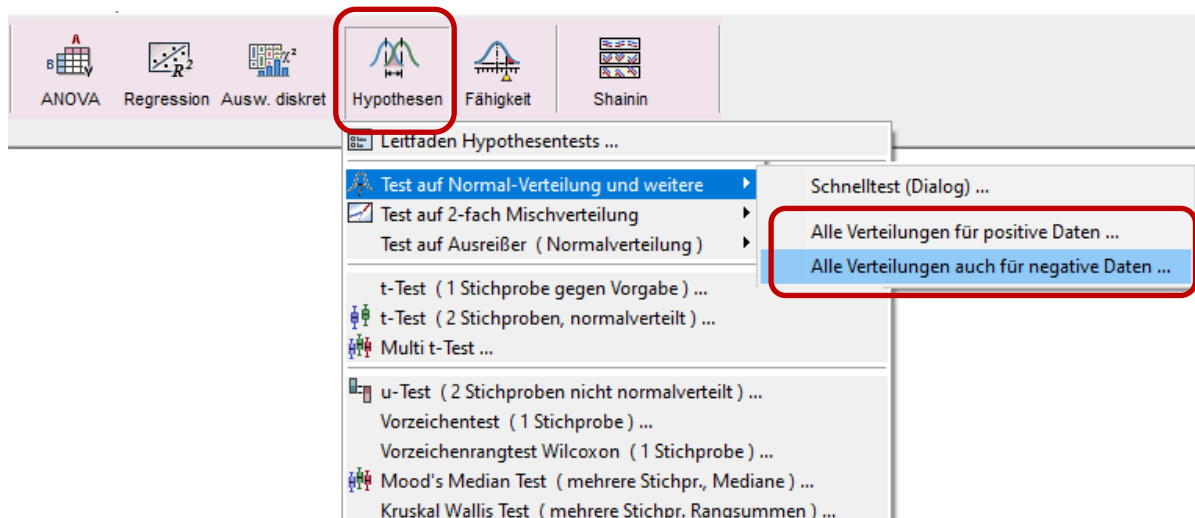 ANOVA Regression Ausw. diskret Hypothesen Fähigkeit Shainin
Leitfaden Hypothesentests ...
Test auf Normal-Verteilung und weitere
Schnelltest (Dialog) ...
Test auf 2-fach Mischverteilung
Alle Verteilungen für positive Daten ...
Test auf Ausreißer ( Normalverteilung )
Alle Verteilungen auch für negative Daten ...
t-Test ( 1 Stichprobe gegen Vorgabe ) ...
t-Test ( 2 Stichproben, normalverteilt ) ...
Multi t-Test ...
u-Test ( 2 Stichproben nicht normalverteilt ) ...
Vorzeichentest ( 1 Stichprobe ) ...
Vorzeichenrangtest Wilcoxon ( 1 Stichprobe ) ...
Mood's Median Test ( mehrere Stichpr., Mediane ) ...
Kruskal Wallis Test ( mehrere Stichpr. Rangsummen ) ...